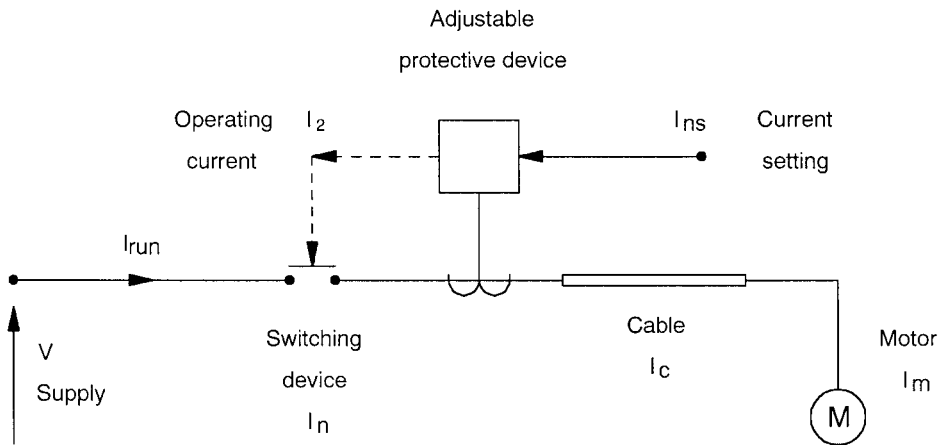 Adjustable
protective device
Operating
current
I2
Ins
Current
setting
Irun
V
Supply
Switching
device
In
Cable
Ic
Motor
Im
M